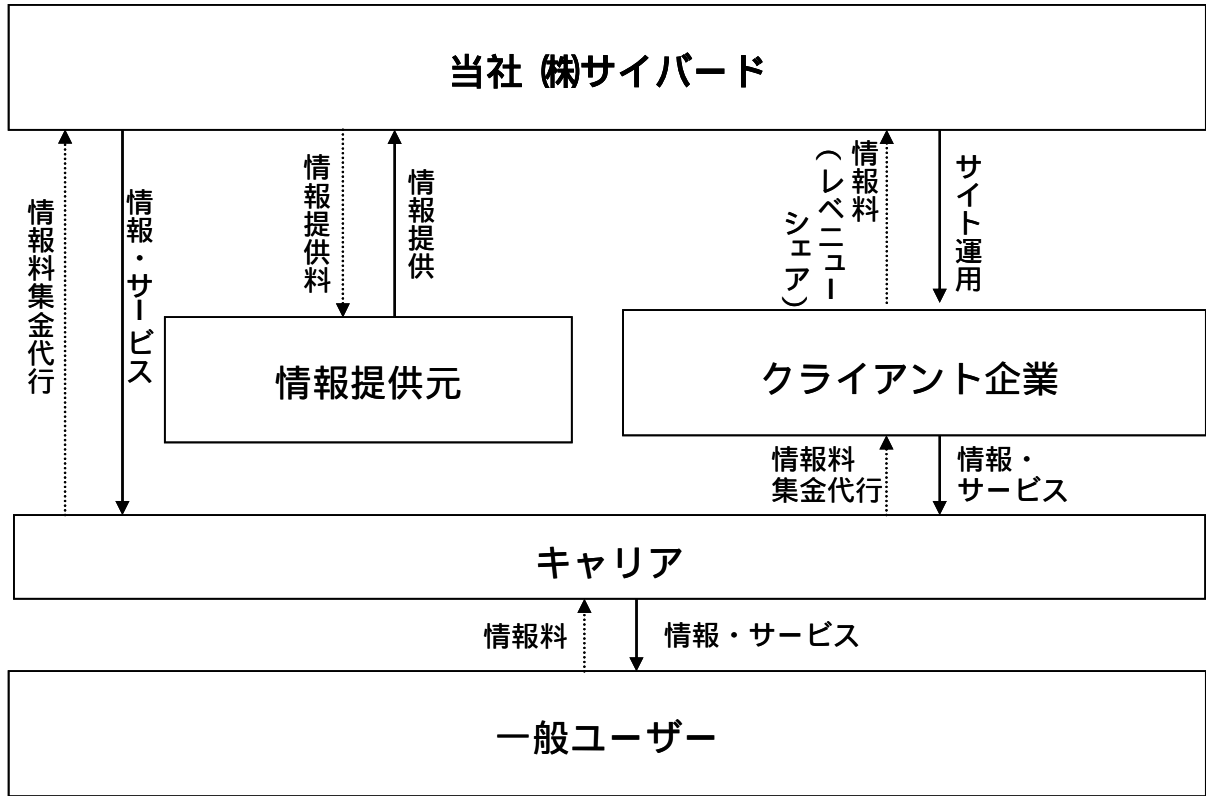 当社 ㈱サイバード
情報料集金代行
情報・サービス
情報提供料
情報提供
情報料
（レベニュー
シェア）
サイト運用
情報提供元
クライアント企業
情報料
集金代行
情報・
サービス
キャリア
情報料
情報・サービス
一般ユーザー